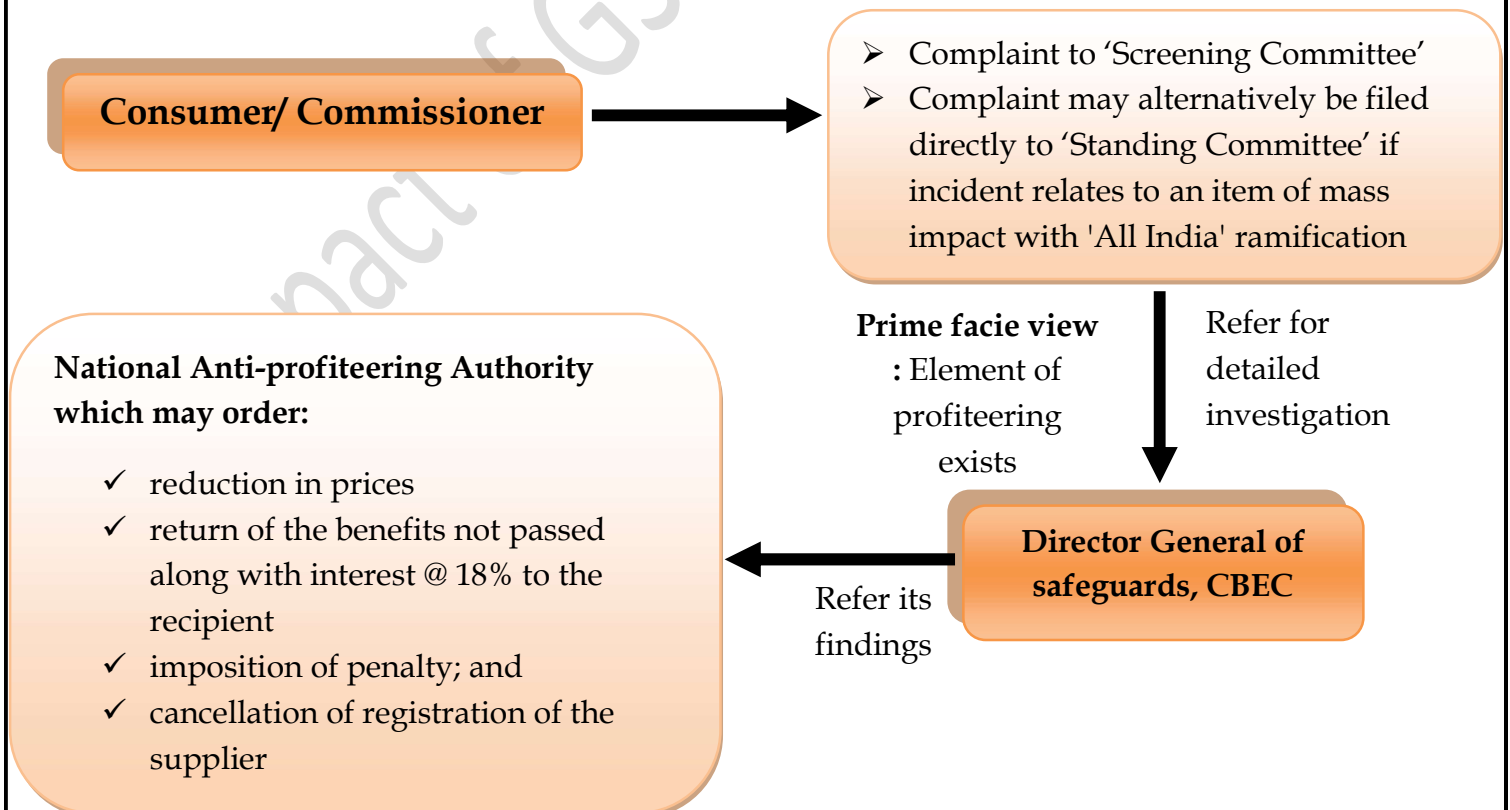 Consumer/ Commissioner
➢ Complaint to ‘Screening Committee’
➢ Complaint may alternatively be filed
directly to ‘Standing Committee’ if
incident relates to an item of mass
impact with 'All India' ramification
Prime facie view
: Element of
profiteering
exists
Refer for
detailed
investigation
Director General of
safeguards, CBEC
Refer its
findings
National Anti-profiteering Authority
which may order:
✓ reduction in prices
✓ return of the benefits not passed
along with interest @ 18% to the
recipient
✓ imposition of penalty; and
✓ cancellation of registration of the
supplier